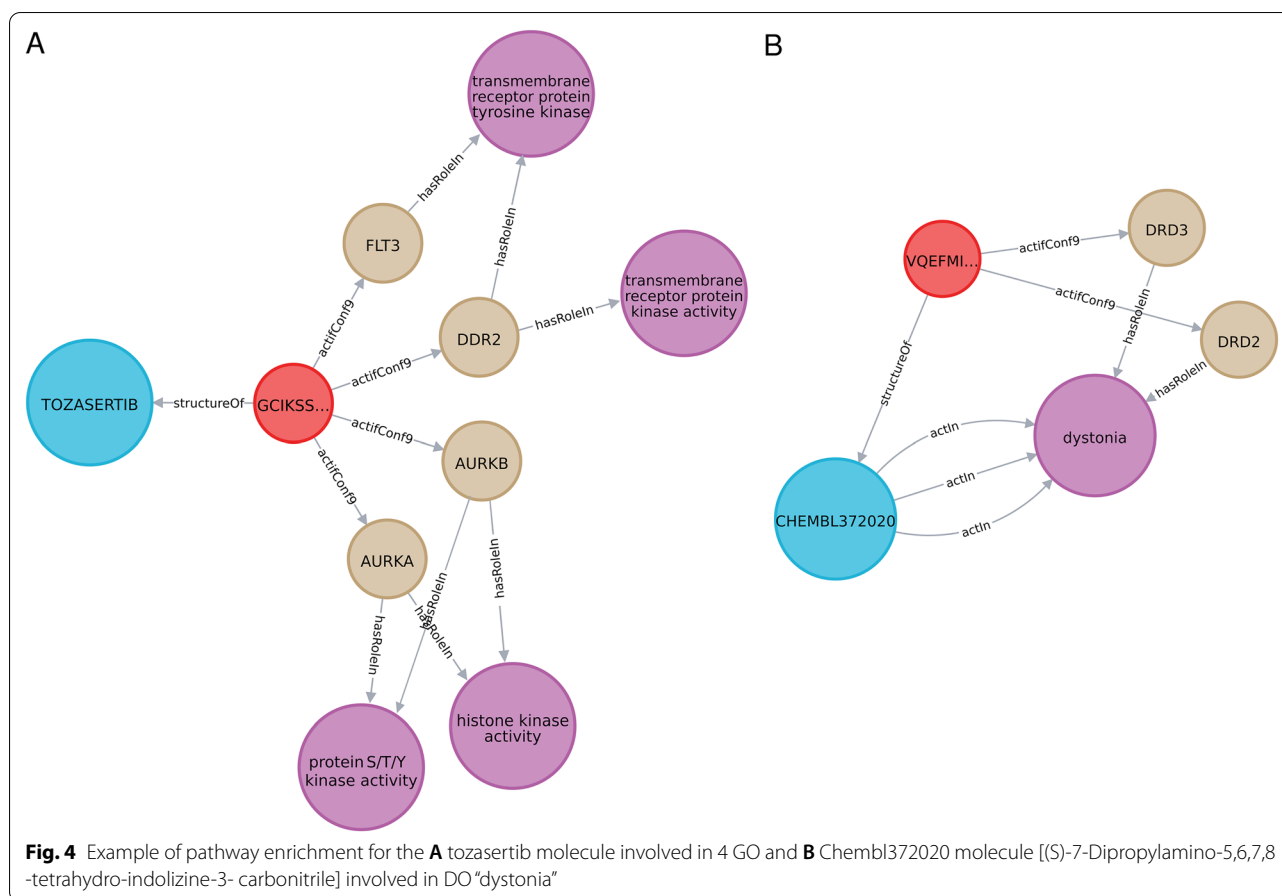 A
transmembrane
receptor protein
tyrosine kinase
hasRoleIn
hasRoleIn
FLT3
transmembrane
receptor protein
kinase activity
hasRoleIn
DDR2
actifConf9
actifConf9
TOZASERTIB
structureOf
GCIKSS...
actifConf9
AURKB
actifConf9
AURKA
hasRoleIn
hasRoleIn
hasRoleIn
hasRoleIn
histone kinase
activity
protein S/T/Y
kinase activity
B
DRD3
VQEFMI...
actifConf9
actifConf9
DRD2
hasRoleIn
structureOf
hasRoleIn
dystonia
actIn
actIn
CHEMBL372020
actIn
Fig. 4 Example of pathway enrichment for the A tozasertib molecule involved in 4 GO and B Chembl372020 molecule [(S)-7-Dipropylamino-5,6,7,8
-tetrahydro-indolizine-3- carbonitrile] involved in DO “dystonia”